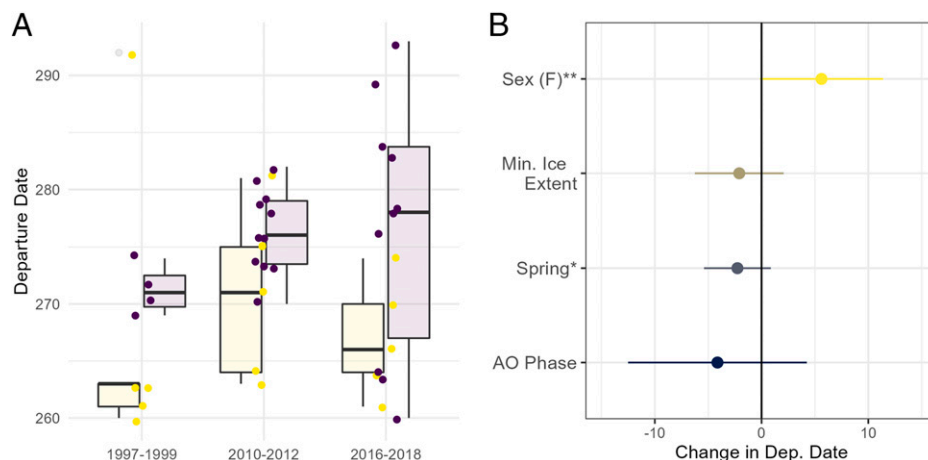 A
Departure Date
290
280
270
260
1997-1999
2010-2012
2016-2018
B
Sex (F)**
Min. Ice
Extent
Spring*
AO Phase
-10
0
10
Change in Dep. Date